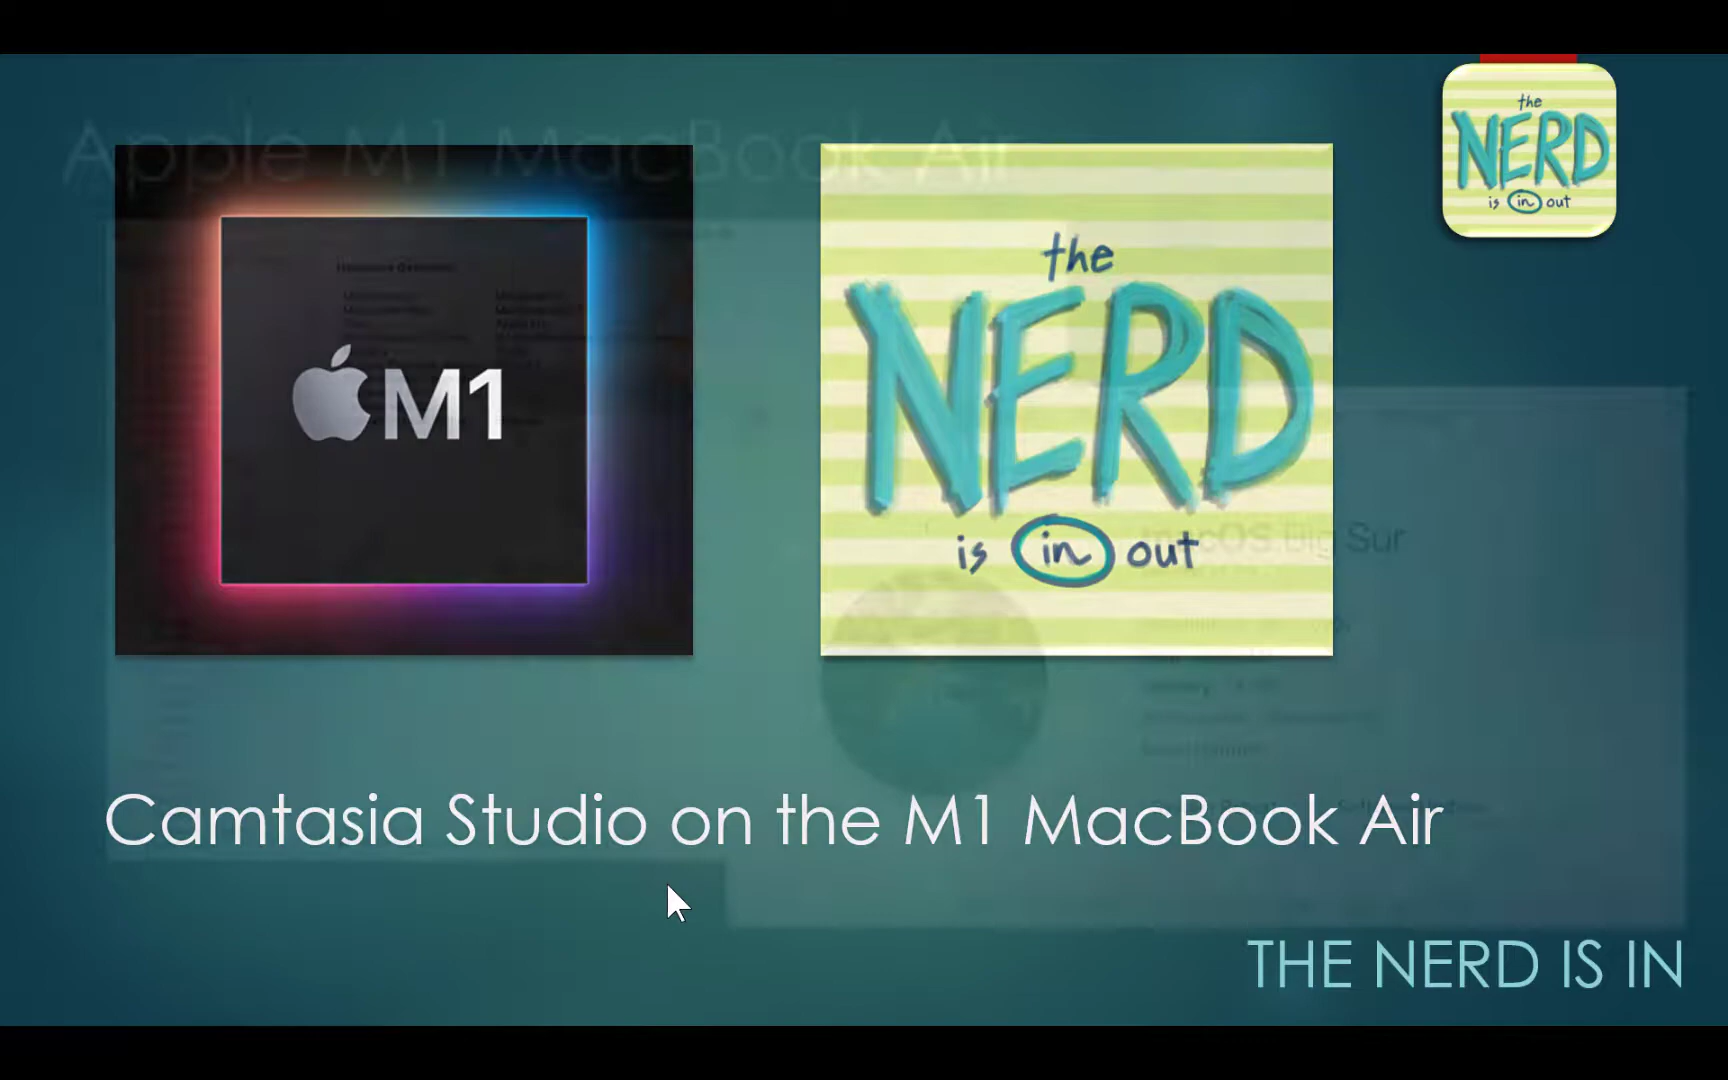 Apple M1 MacBook Air
the
NERD
is in out
M1
the
NERD
is in out
macOS Big Sur
Camtasia Studio on the M1 MacBook Air
THE NERD IS IN